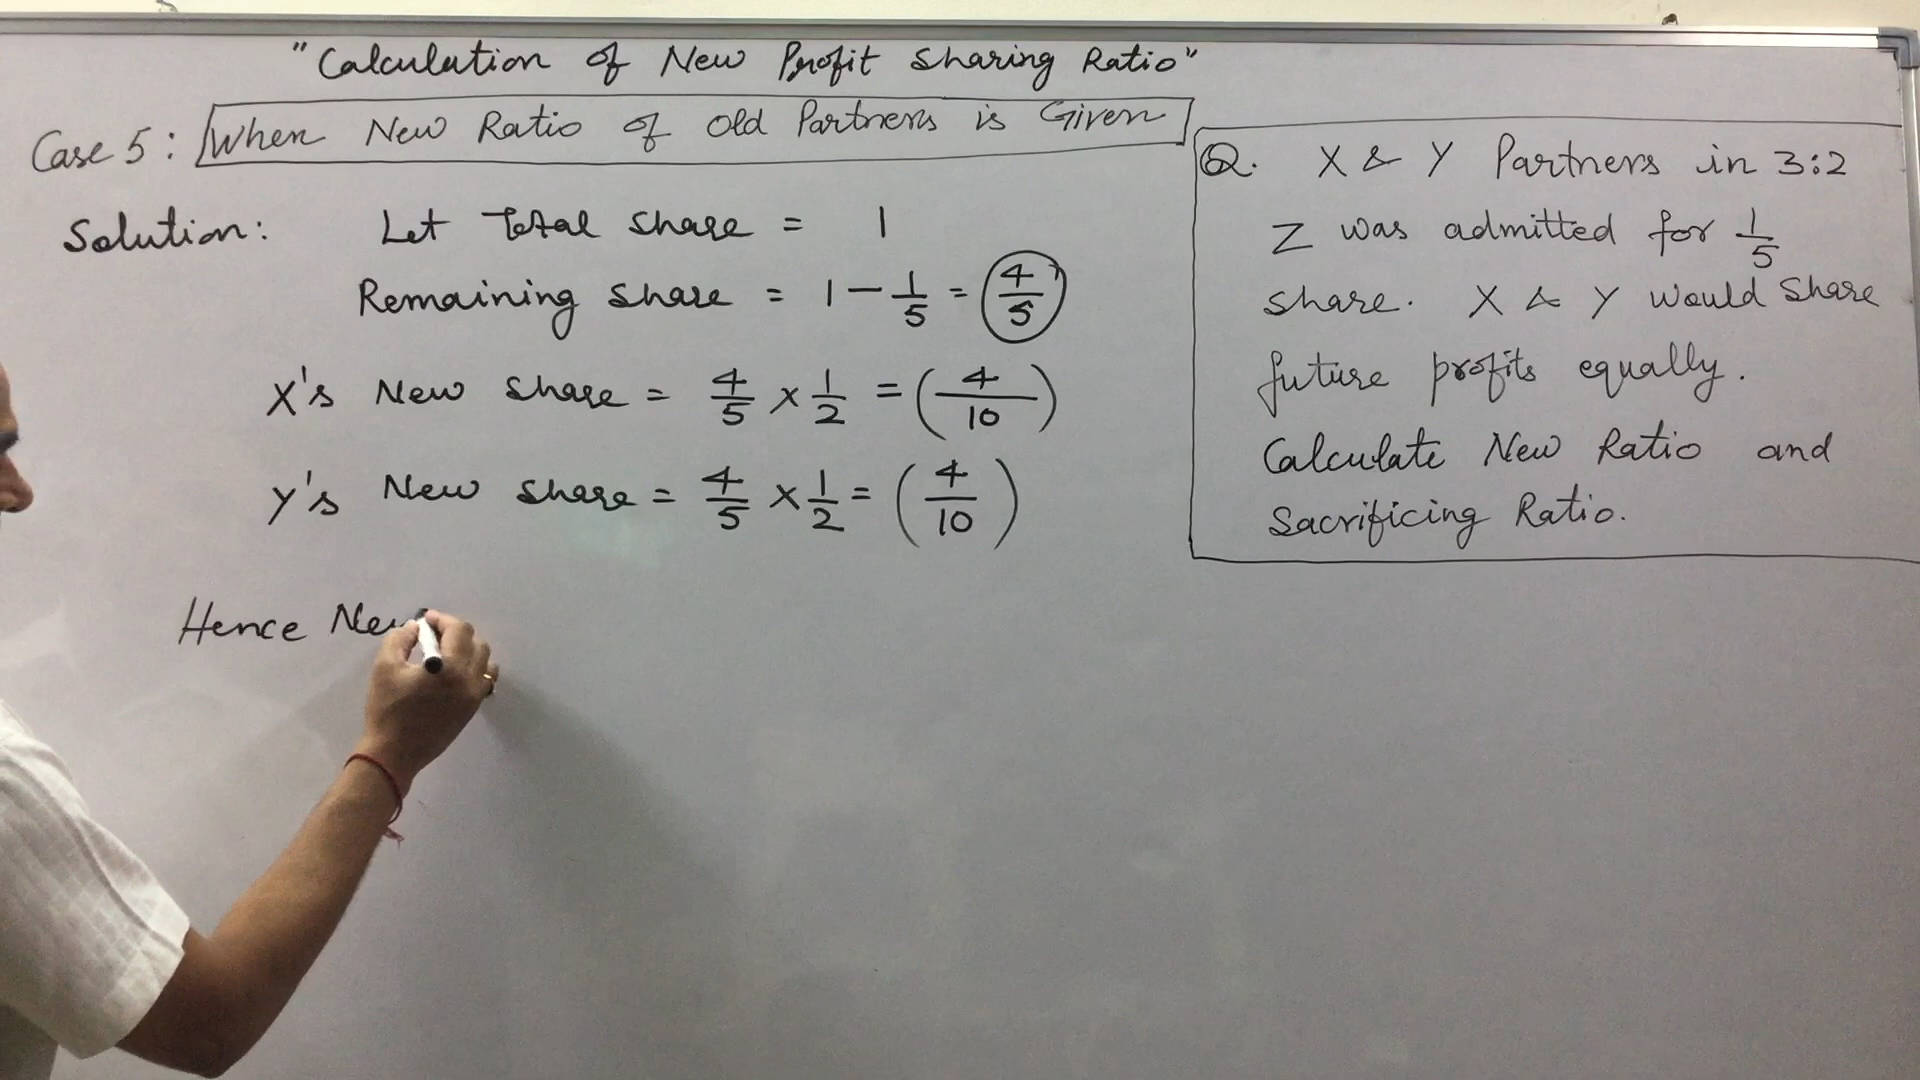 "Calculation of New Profit Sharing Ratio"
Case 5: When New Ratio of Old Partners is Given
Solution: Let Total Share = 1
Remaining Share = 1 - 1/5 = 4/5
X's New Share = 4/5 × 1/2 = (4/10)
Y's New Share = 4/5 × 1/2 = (4/10)
Hence New
Q. X & Y Partners in 3:2
Z was admitted for 1/5
share. X & Y would share
future profits equally.
Calculate New Ratio and
Sacrificing Ratio.